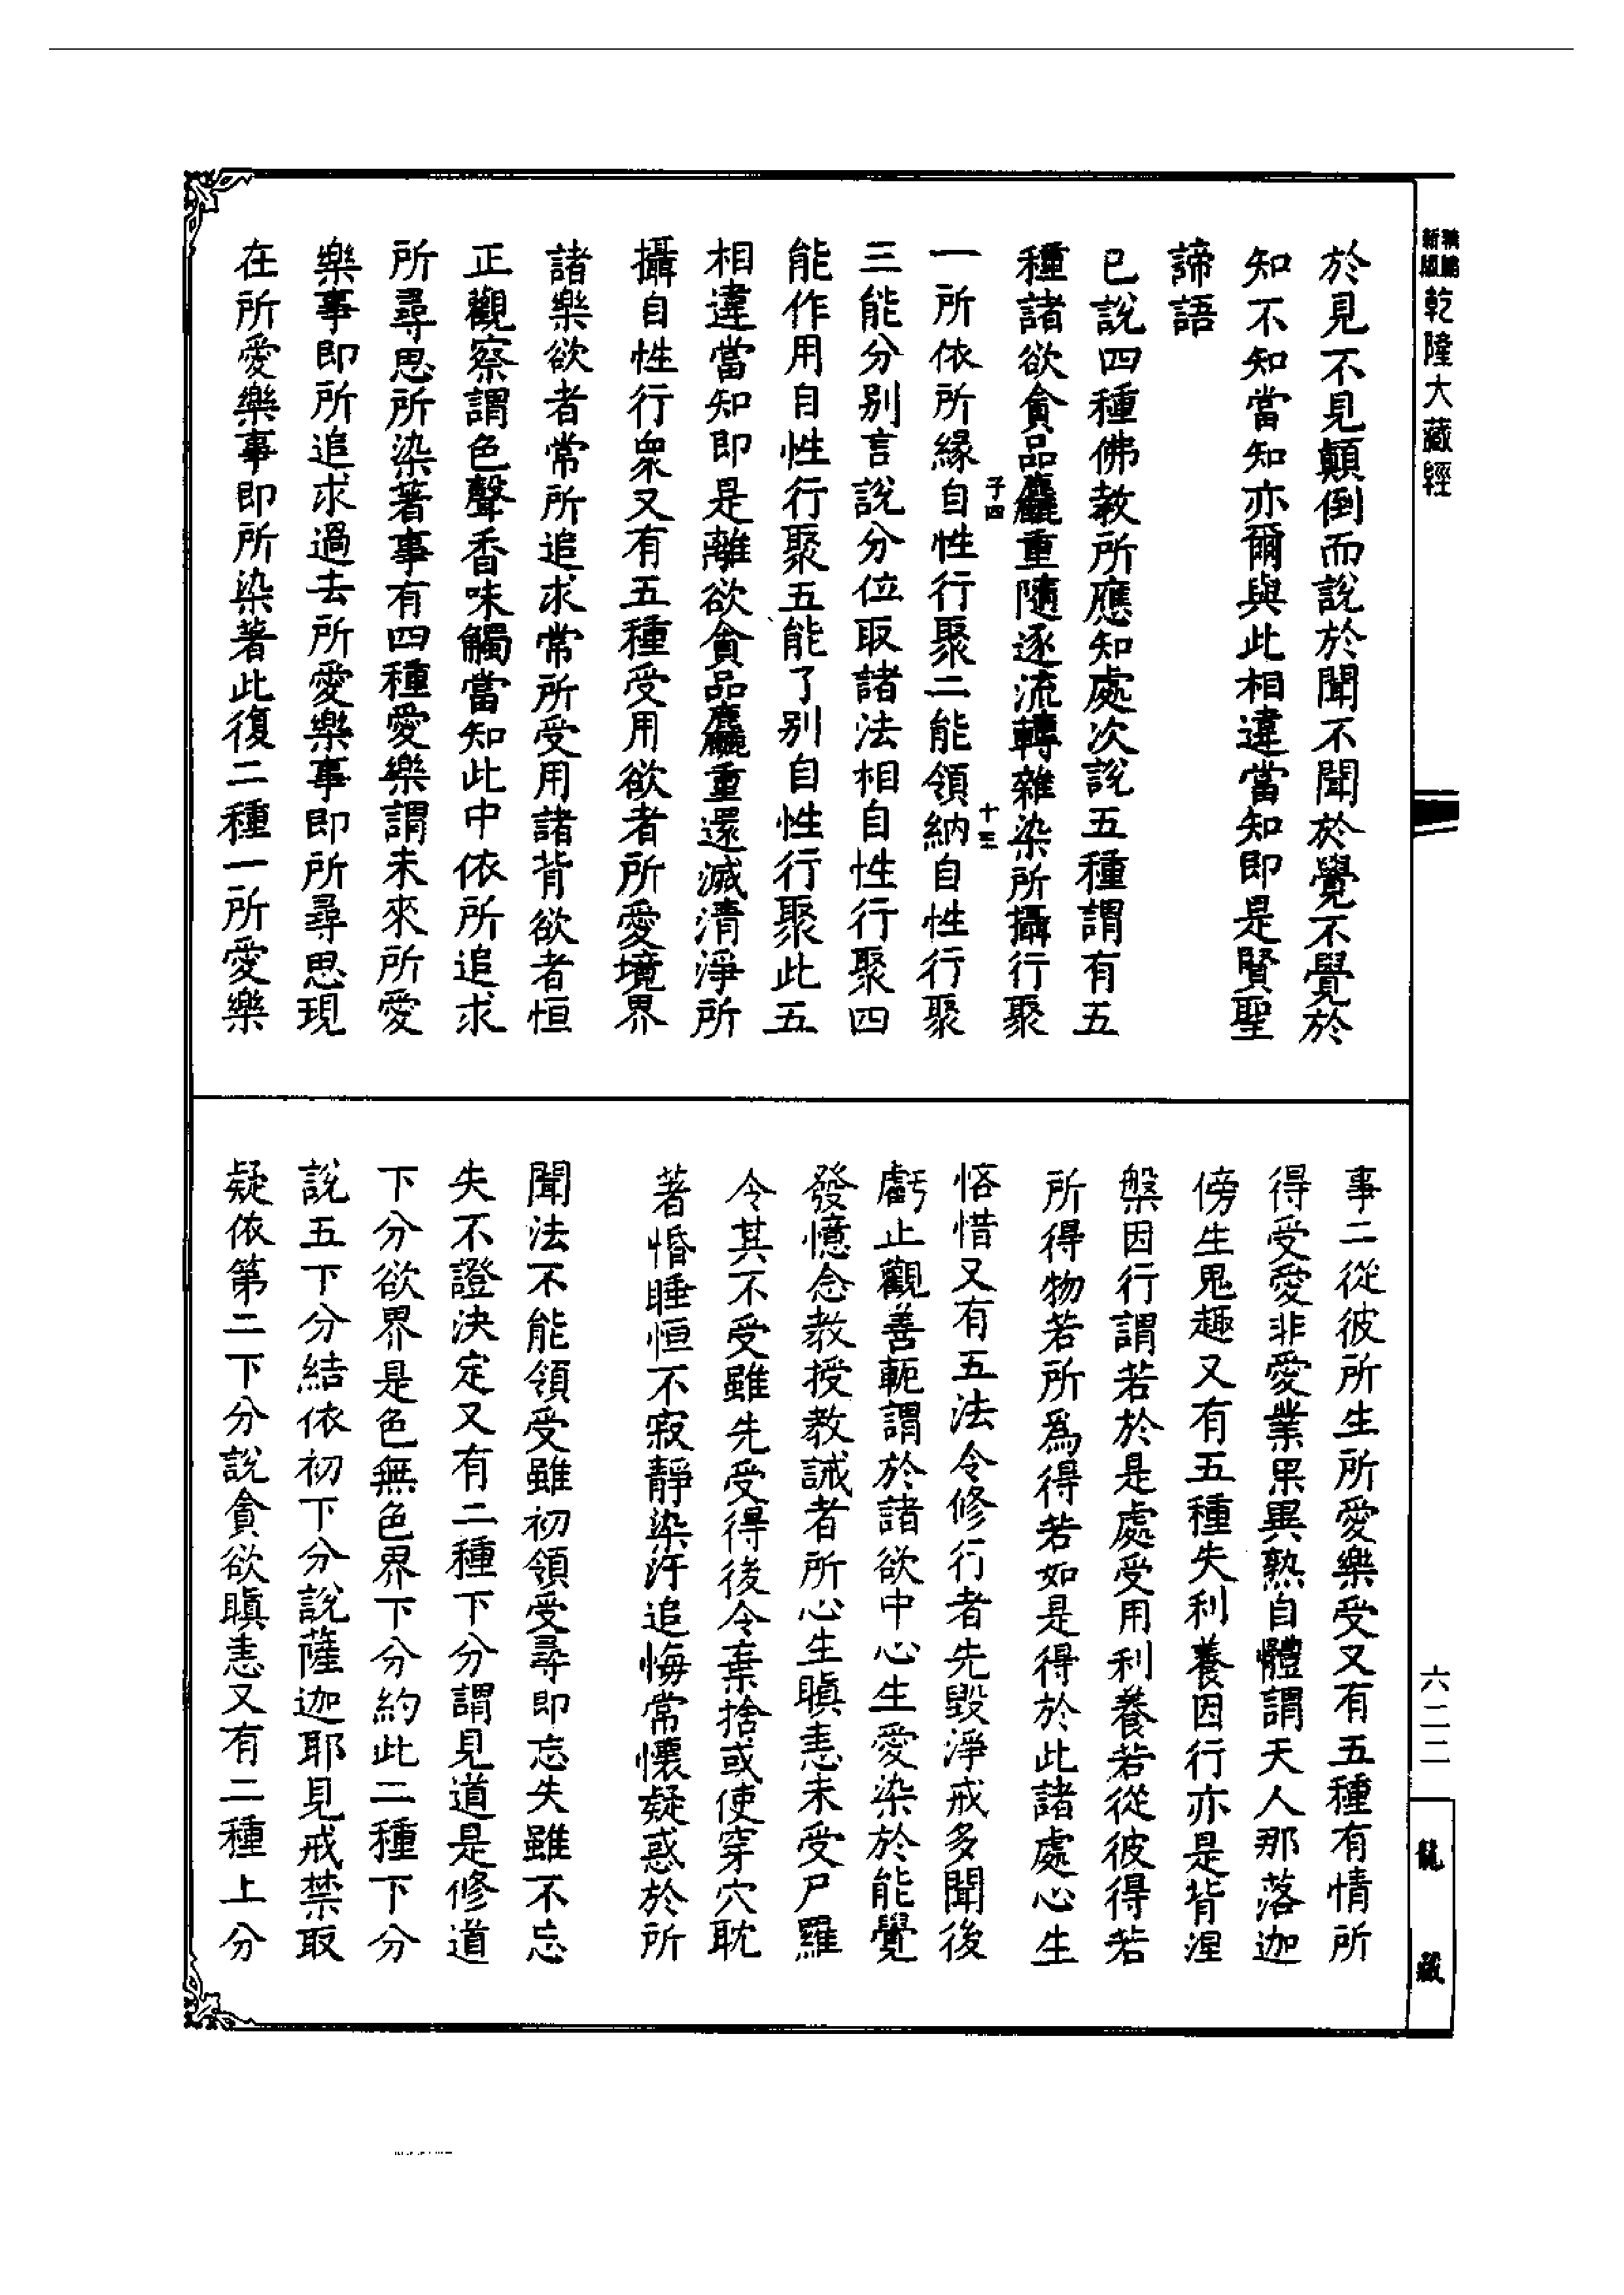 乾隆大藏經
於見不見顛倒而說於聞不聞於覺不覺於
知不知當知亦爾與此相違當知即是賢聖
諦語
已說四種佛教所應知處次說五種謂有五
種諸欲貪品麤重隨逐流轉雜染所攝行聚
子四
十三
一所依所緣自性行聚二能領納自性行聚
三能分別言說分位取諸法相自性行聚四
能作用自性行聚五能了別自性行聚此五
相違當知即是離欲貪品麤重還滅清淨所
攝自性行衆又有五種受用欲者所愛境界
諸樂欲者常所追求常所受用諸背欲者恒
正觀察謂色聲香味觸當知此中依所追求
所尋思所染著事有四種愛樂謂未來所愛
樂事即所追求過去所愛樂事即所尋思現
在所愛樂事即所染著此復二種一所愛樂
事二從彼所生所愛樂受又有五種有情所
得受愛非愛業果異熟自體謂天人那落迦
傍生鬼趣又有五種失利養因行亦是背涅
槃因行謂若於是處受用利養若從彼得若
所得物若所爲得若如是得於此諸處心生
悋惜又有五法令修行者先毀淨戒多聞後
虧止觀善軛謂於諸欲中心生愛染於能覺
發憶念教授教誡者所心生瞋恚未受尸羅
令其不受雖先受得後令棄捨或使穿穴耽
著惛睡恒不寂靜染汙追悔常懷疑惑於所
聞法不能領受雖初領受尋即忘失雖不忘
失不證決定又有二種下分謂見道是修道
下分欲界是色無色界下分約此二種下分
說五下分結依初下分說薩迦耶見戒禁取
疑依第二下分說貪欲瞋恚又有二種上分
六二二
龍藏